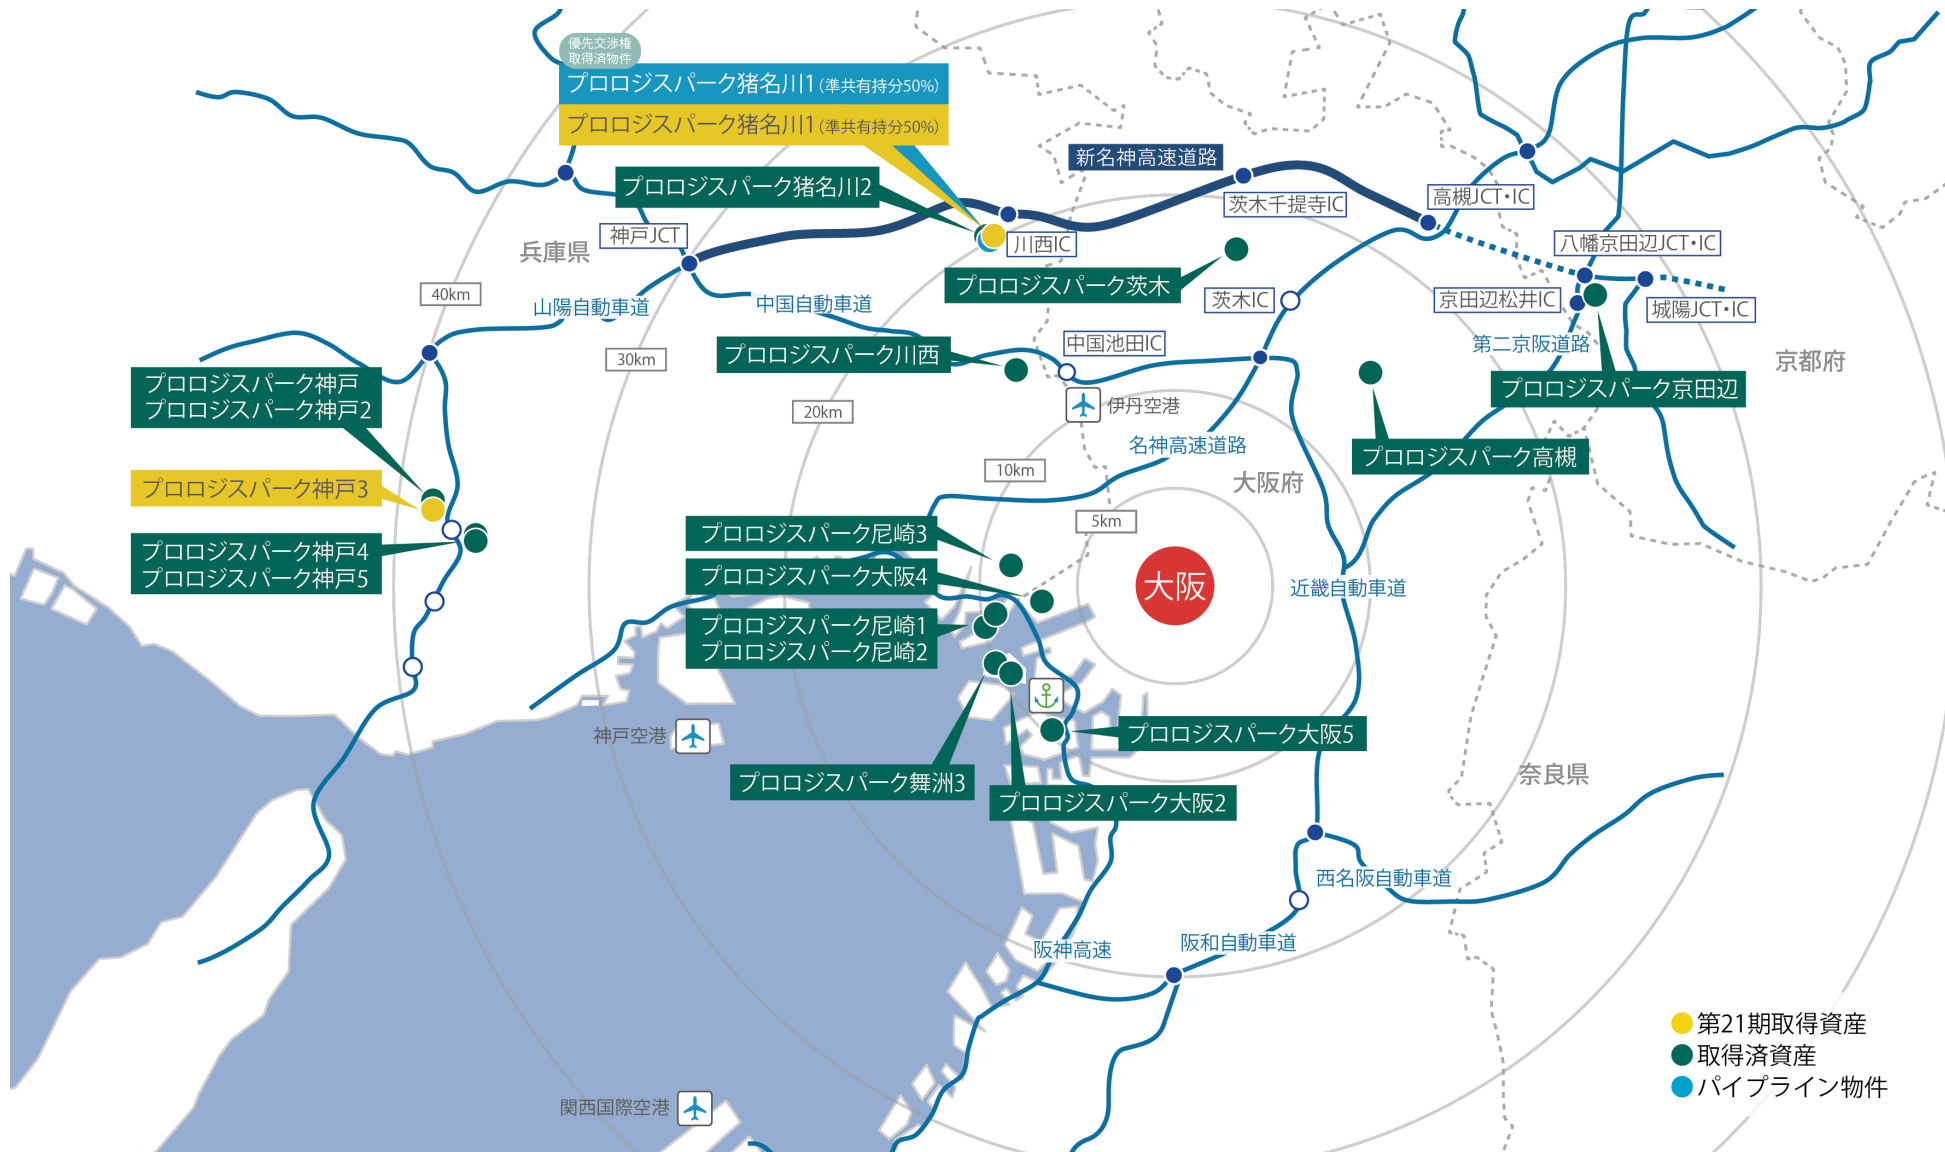 優先交渉権
取得済物件
プロロジスパーク猪名川1（準共有持分50%）
プロロジスパーク猪名川1（準共有持分50%）
新名神高速道路
プロロジスパーク猪名川2
茨木千提寺IC
高槻JCT・IC
神戸JCT
川西IC
八幡京田辺JCT・IC
兵庫県
プロロジスパーク茨木
40km
山陽自動車道
中国自動車道
茨木IC
京田辺松井IC
城陽JCT・IC
中国池田IC
第二京阪道路
30km
プロロジスパーク川西
京都府
プロロジスパーク神戸
プロロジスパーク神戸2
プロロジスパーク京田辺
20km
伊丹空港
名神高速道路
プロロジスパーク高槻
10km
大阪府
プロロジスパーク神戸3
5km
プロロジスパーク尼崎3
プロロジスパーク神戸4
プロロジスパーク神戸5
プロロジスパーク大阪4
大阪
近畿自動車道
プロロジスパーク尼崎1
プロロジスパーク尼崎2
神戸空港
プロロジスパーク大阪5
プロロジスパーク舞洲3
プロロジスパーク大阪2
奈良県
西名阪自動車道
阪神高速
阪和自動車道
関西国際空港
第21期取得資産
取得済資産
パイプライン物件